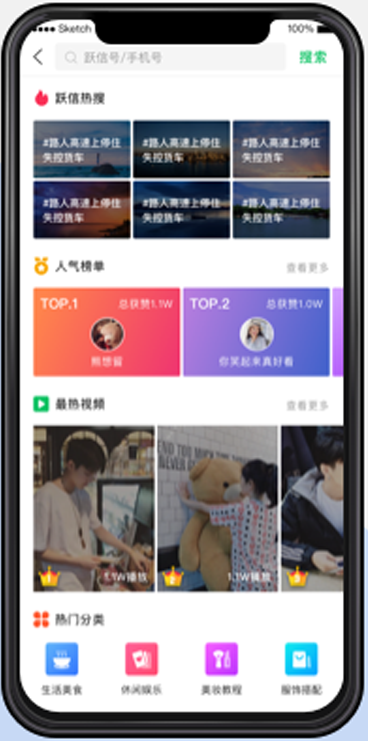 Sketch
100%
跃信号/手机号
搜索
跃信热搜
#路人高速上停住
失控货车
#路人高速上停住
失控货车
#路人高速上停住
失控货车
#路人高速上停住
失控货车
#路人高速上停住
失控货车
#路人高速上停住
失控货车
人气榜单
查看更多
TOP.1
总获赞1.1W
熊想留
TOP.2
总获赞1.0W
你笑起来真好看
最热视频
查看更多
1
1.1W播放
2
1.1W播放
热门分类
生活美食
休闲娱乐
美妆教程
服饰搭配